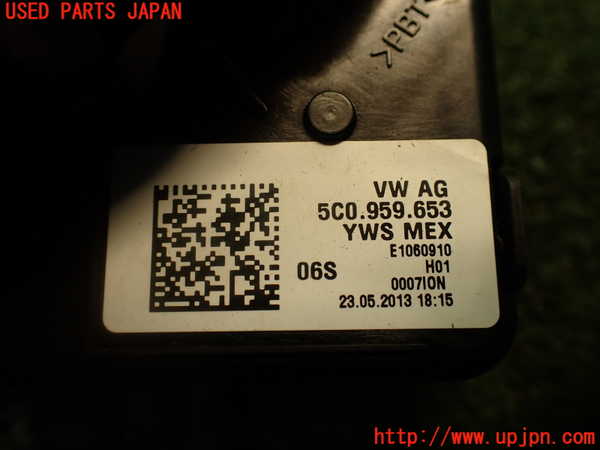 USED PARTS JAPAN
>PBT
VW AG
5C0.959.653
YWS MEX
E1060910
06S
H01
0007ION
23.05.2013 18:15
http://www.upjpn.com